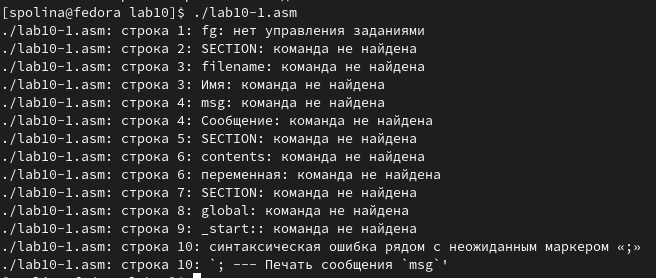 [spolina@fedora lab10]$ ./lab10-1.asm
./lab10-1.asm: строка 1: fg: нет управления заданиями
./lab10-1.asm: строка 2: SECTION: команда не найдена
./lab10-1.asm: строка 3: filename: команда не найдена
./lab10-1.asm: строка 3: Имя: команда не найдена
./lab10-1.asm: строка 4: msg: команда не найдена
./lab10-1.asm: строка 4: Сообщение: команда не найдена
./lab10-1.asm: строка 5: SECTION: команда не найдена
./lab10-1.asm: строка 6: contents: команда не найдена
./lab10-1.asm: строка 6: переменная: команда не найдена
./lab10-1.asm: строка 7: SECTION: команда не найдена
./lab10-1.asm: строка 8: global: команда не найдена
./lab10-1.asm: строка 9: _start:: команда не найдена
./lab10-1.asm: строка 10: синтаксическая ошибка рядом с неожиданным маркером «;»
./lab10-1.asm: строка 10: `; --- Печать сообщения `msg`'